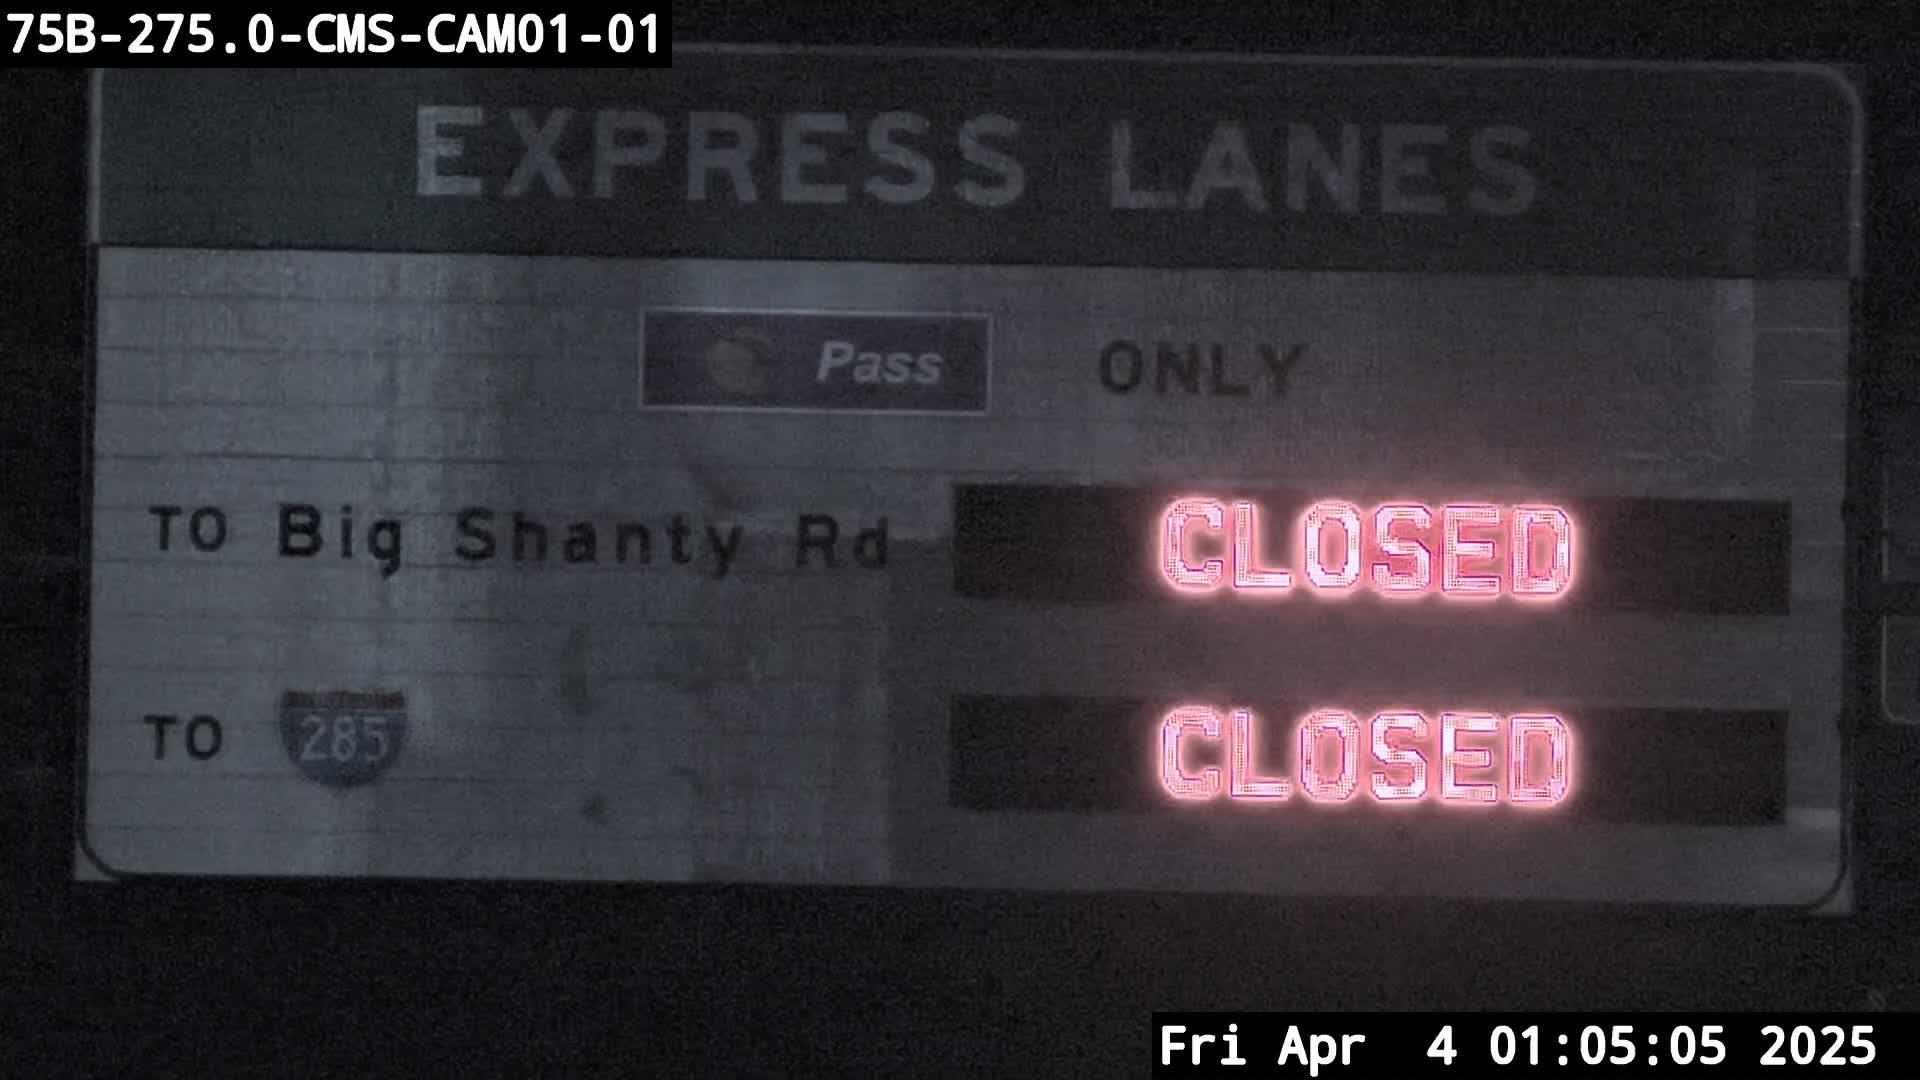 75B-275.0-CMS-CAM01-01
EXPRESS LANES
Pass ONLY
TO Big Shanty Rd CLOSED
TO 285 CLOSED
Fri Apr 4 01:05:05 2025